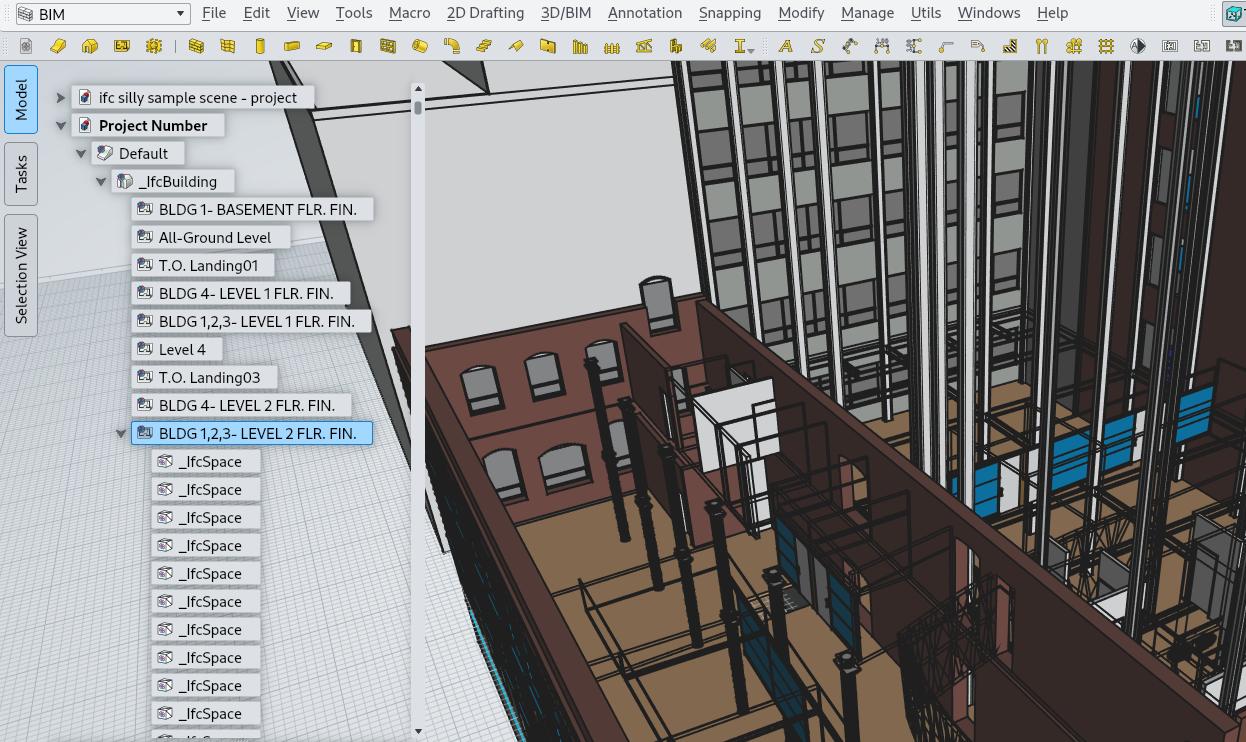 BIM File Edit View Tools Macro 2D Drafting 3D/BIM Annotation Snapping Modify Manage Utils Windows Help
Model
Tasks
Selection View
ifc silly sample scene - project
Project Number
Default
_IfcBuilding
BLDG 1- BASEMENT FLR. FIN.
All-Ground Level
T.O. Landing01
BLDG 4- LEVEL 1 FLR. FIN.
BLDG 1,2,3- LEVEL 1 FLR. FIN.
Level 4
T.O. Landing03
BLDG 4- LEVEL 2 FLR. FIN.
BLDG 1,2,3- LEVEL 2 FLR. FIN.
_IfcSpace
_IfcSpace
_IfcSpace
_IfcSpace
_IfcSpace
_IfcSpace
_IfcSpace
_IfcSpace
_IfcSpace
_IfcSpace